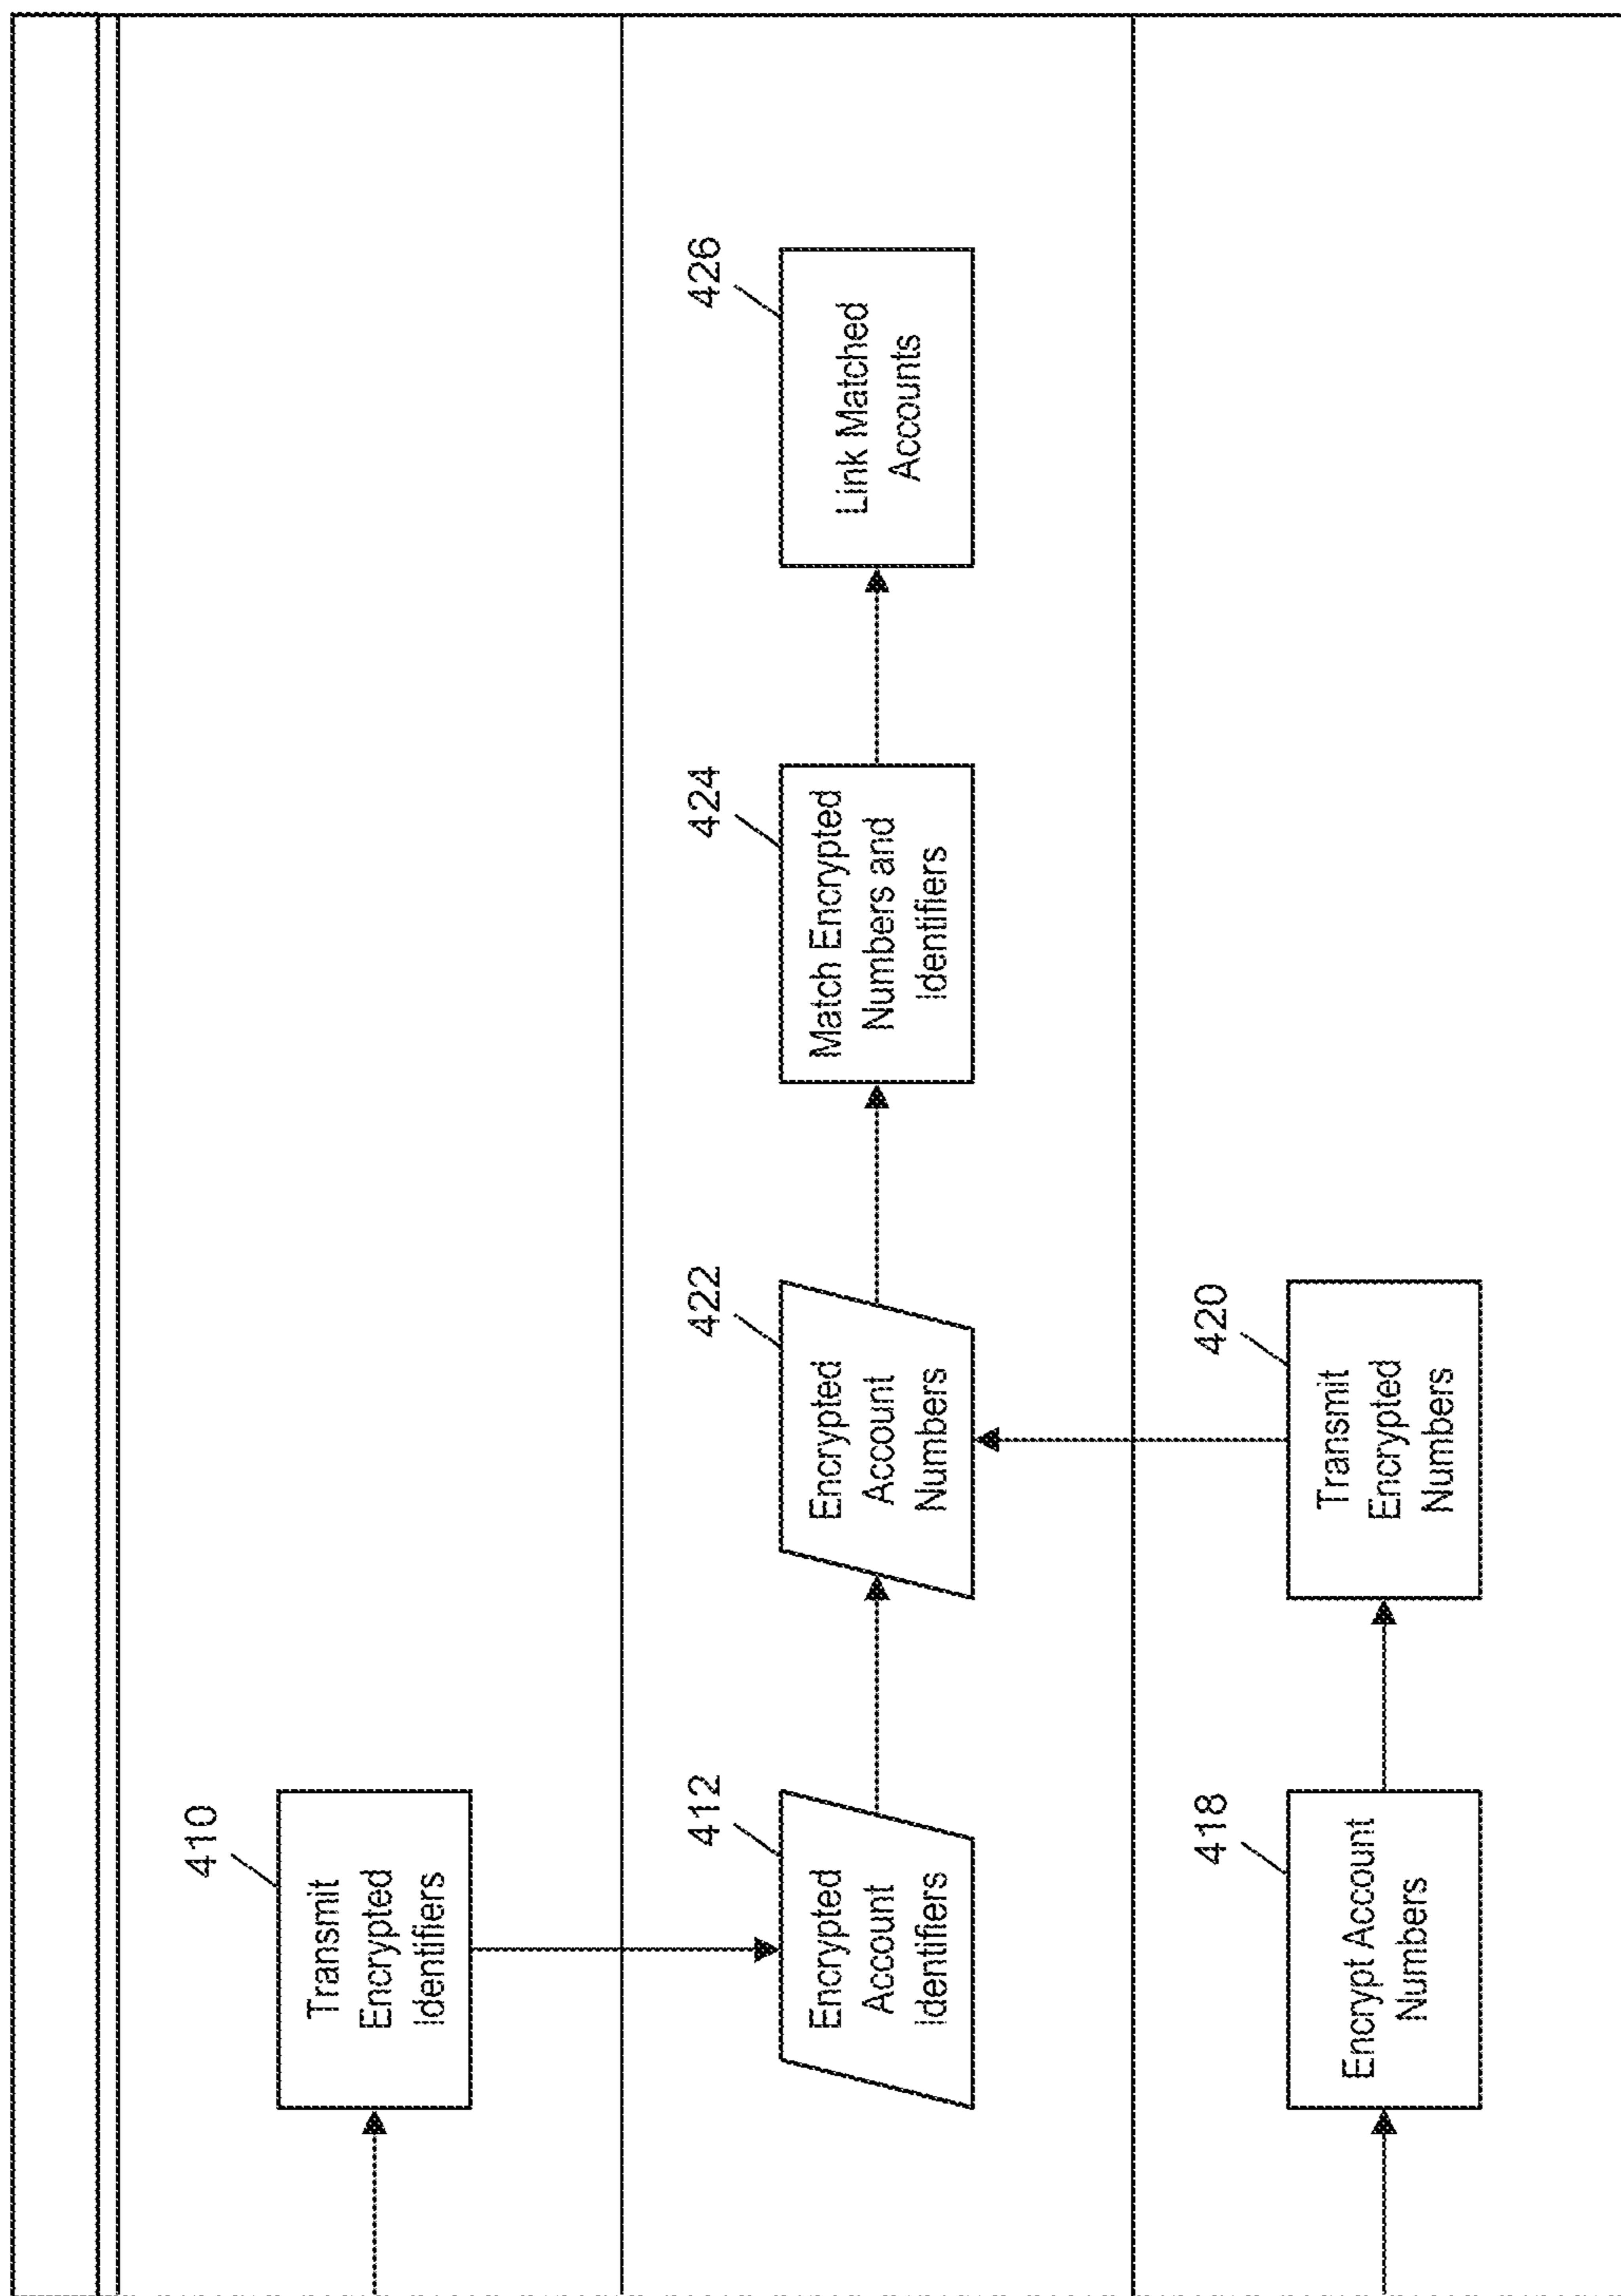 410
Transmit
Encrypted
Identifiers
412
Encrypted
Account
Identifiers
422
Encrypted
Account
Numbers
424
Match Encrypted
Numbers and
Identifiers
426
Link Matched
Accounts
418
Encrypt Account
Numbers
420
Transmit
Encrypted
Numbers